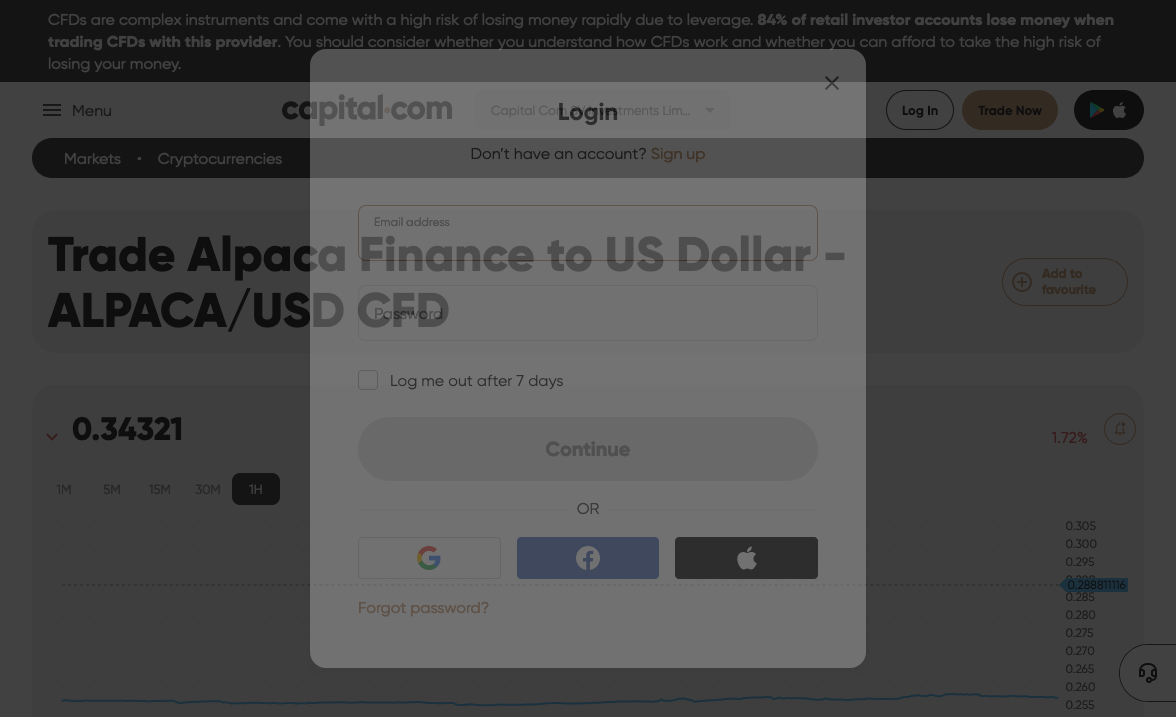 CFDs are complex instruments and come with a high risk of losing money rapidly due to leverage. 84% of retail investor accounts lose money when
trading CFDs with this provider. You should consider whether you understand how CFDs work and whether you can afford to take the high risk of
losing your money.
Menu
capital.com
Capital Com
Investments Lim...
Log In
Trade Now
Markets • Cryptocurrencies
Login
Don't have an account? Sign up
Email address
Trade Alpaca Finance to US Dollar -
ALPACA/USD CFD
Add to
favourite
Password
Log me out after 7 days
0.34321
1.72%
Continue
1M 5M 15M 30M 1H
OR
0.305
0.300
0.295
0.290
0.288811116
0.285
0.280
0.275
0.270
0.265
0.260
0.255
Forgot password?